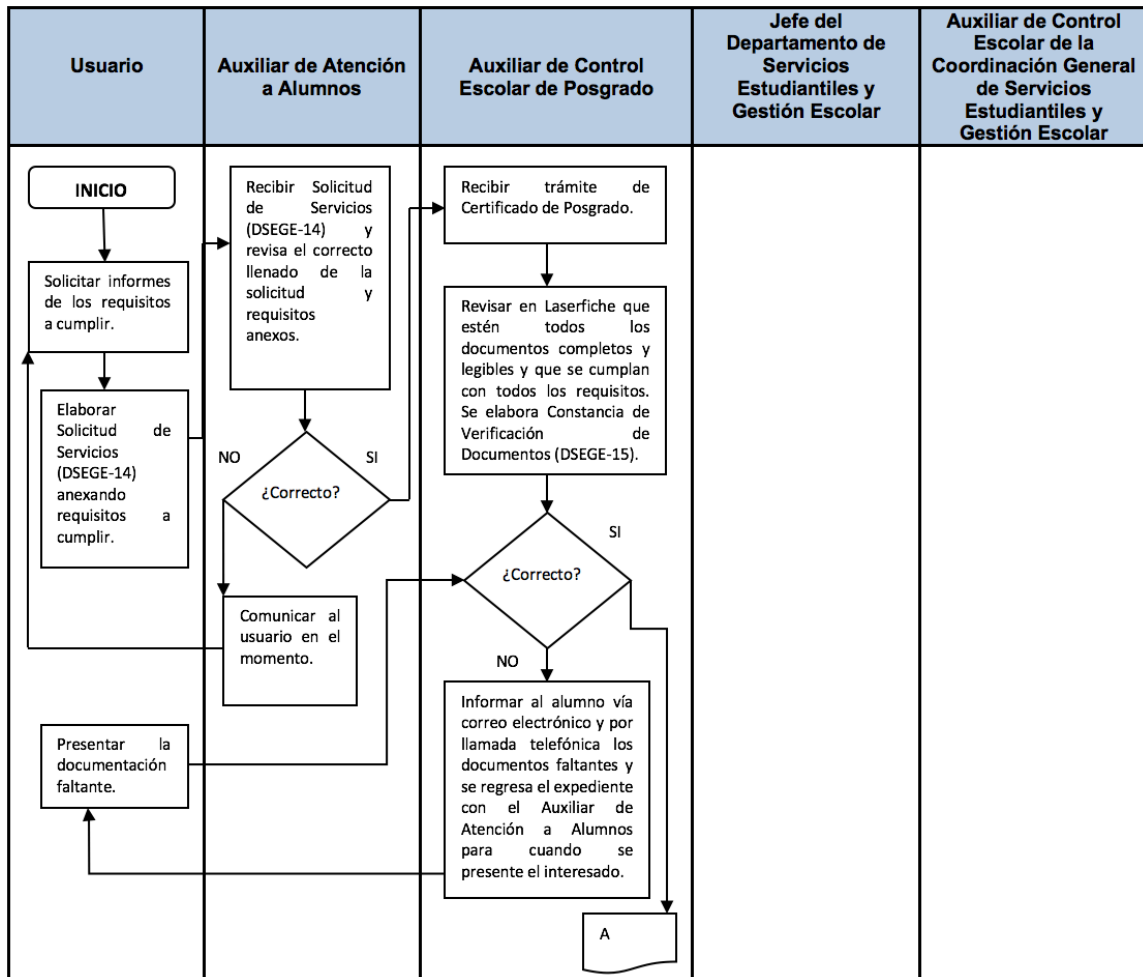 Usuario
Auxiliar de Atención
a Alumnos
Auxiliar de Control
Escolar de Posgrado
Jefe del
Departamento de
Servicios
Estudiantiles y
Gestión Escolar
Auxiliar de Control
Escolar de la
Coordinación General
de Servicios
Estudiantiles y
Gestión Escolar
INICIO
Solicitar informes
de los requisitos
a cumplir.
Elaborar
Solicitud de
Servicios
(DSEGE-14)
anexando
requisitos a
cumplir.
Recibir Solicitud
de Servicios
(DSEGE-14) y
revisa el correcto
llenado de la
solicitud y
requisitos
anexos.
NO
SI
¿Correcto?
Comunicar al
usuario en el
momento.
Recibir trámite de
Certificado de Posgrado.
Revisar en Laserfiche que
estén todos los
documentos completos y
legibles y que se cumplan
con todos los requisitos.
Se elabora Constancia de
Verificación de
Documentos (DSEGE-15).
SI
¿Correcto?
NO
Informar al alumno vía
correo electrónico y por
llamada telefónica los
documentos faltantes y
se regresa el expediente
con el Auxiliar de
Atención a Alumnos
para cuando se
presente el interesado.
Presentar la
documentación
faltante.
A